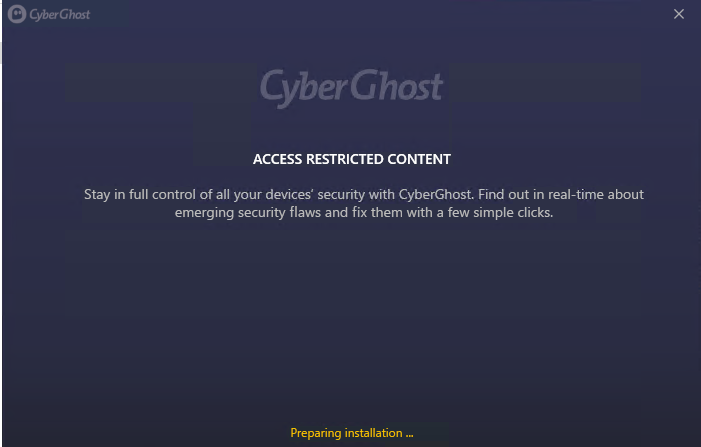 CyberGhost
CyberGhost
ACCESS RESTRICTED CONTENT
Stay in full control of all your devices' security with CyberGhost. Find out in real-time about
emerging security flaws and fix them with a few simple clicks.
Preparing installation ...